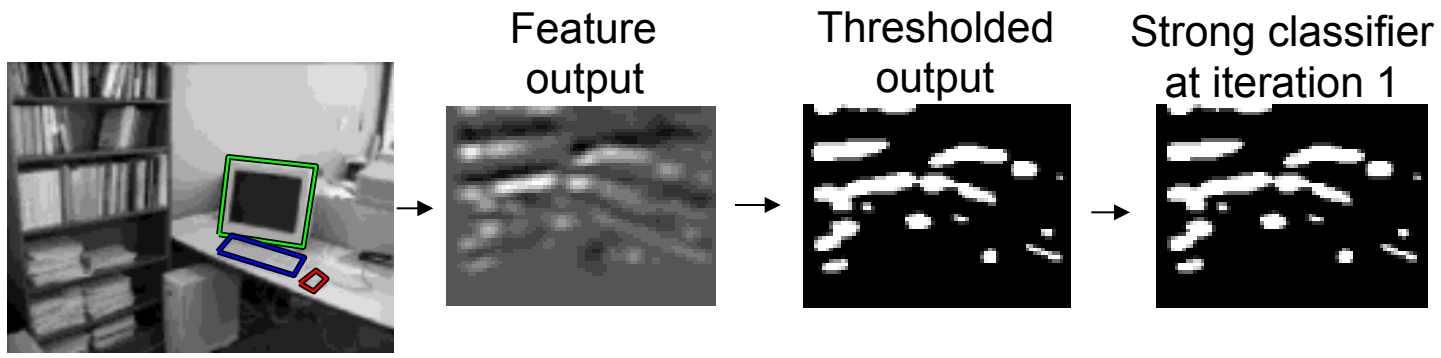 Feature
output
Thresholded
output
Strong classifier
at iteration 1